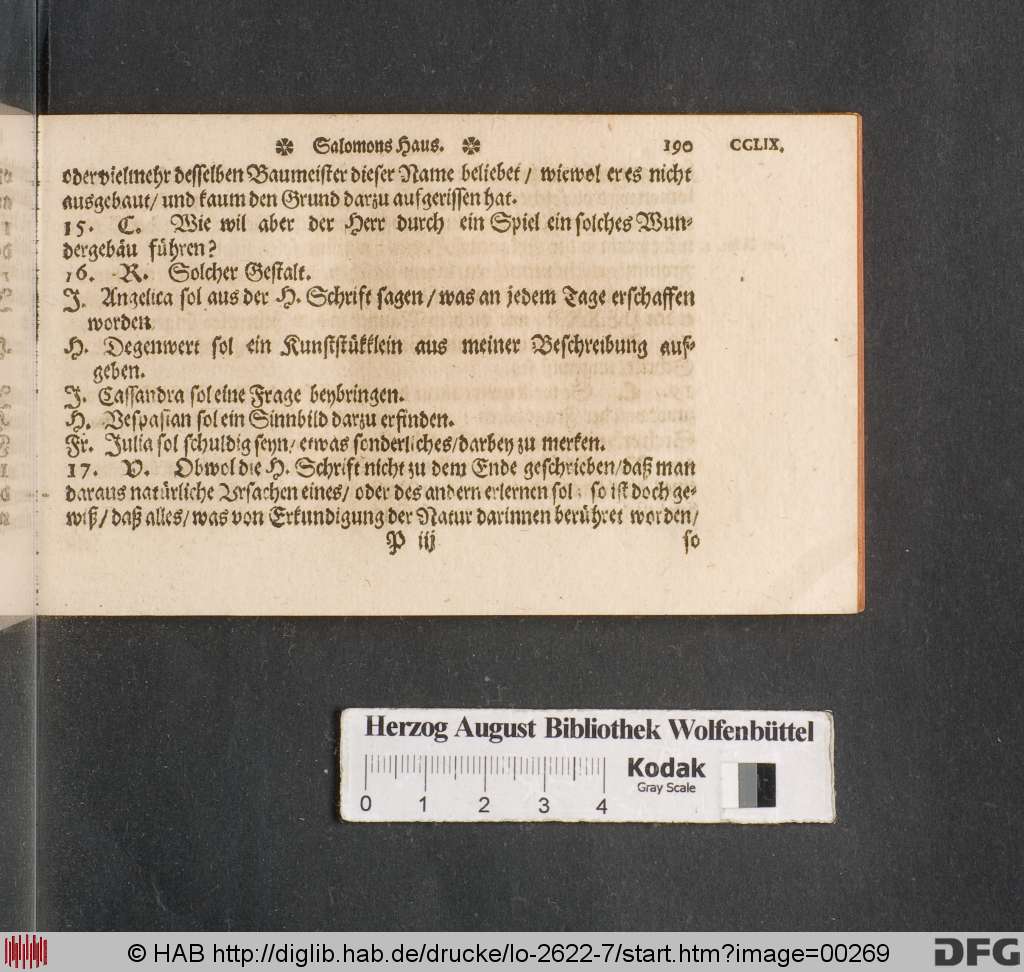 ✽ Salomons Haus. ✽ 190 CCLIX.
oder vielmehr desselben Baumeister dieser Name beliebet / wiewol er es nicht
ausgebaut/ und kaum den Grund darzu aufgerissen hat.
15. C. Wie wil aber der Herr durch ein Spiel ein solches Wun-
dergebäu führen?
16. R. Solcher Gestalt.
J. Angelica sol aus der H. Schrift sagen / was an jedem Tage erschaffen
worden.
H. Degenwert sol ein Kunststükklein aus meiner Beschreibung auf-
geben.
J. Cassandra sol eine Frage beybringen.
H. Vespasian sol ein Sinnbild darzu erfinden.
Fr. Julia sol schuldig seyn/ etwas sonderliches/ darbey zu merken.
17. V. Obwol die H. Schrift nicht zu dem Ende geschrieben/ daß man
daraus natürliche Ursachen eines/ oder des andern erlernen sol; so ist doch ge-
wiß/ daß alles/ was von Erkundigung der Natur darinnen berühret worden/
P iij so
Herzog August Bibliothek Wolfenbüttel
Kodak
Gray Scale
0 1 2 3 4
© HAB http://diglib.hab.de/drucke/lo-2622-7/start.htm?image=00269 DFG